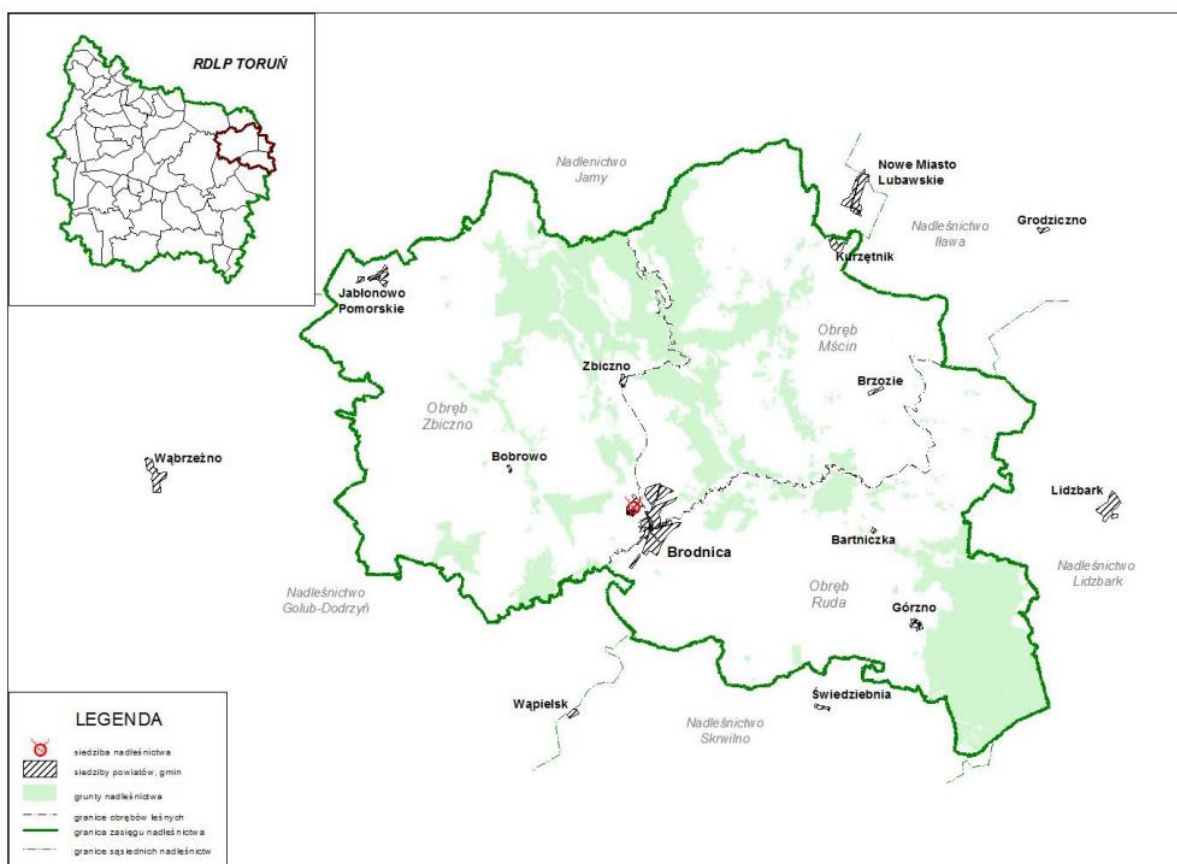 RDLP TORUŃ
Nadlenictwo
Jamy
Nowe Miasto
Lubawskie
Nadleśnictwo
Iława
Grodziczno
Kurzętnik
Jabłonowo
Pomorskie
Obręb
Mścin
Zbiczno
Brzozie
Obręb
Zbiczno
Bobrowo
Wąbrzeźno
Lidzbark
Brodnica
Bartniczka
Nadleśnictwo
Lidzbark
Nadleśnictwo
Golub-Dodrzyń
Obręb
Ruda
Górzno
Wąpielsk
Świedziebnia
Nadleśnictwo
Skrwilno
LEGENDA
siedziba nadleśnictwa
siedziby powiatów, gmin
grunty nadleśnictwa
granice obrębów leśnych
granica zasięgu nadleśnictwa
granice sąsiednich nadleśnictw